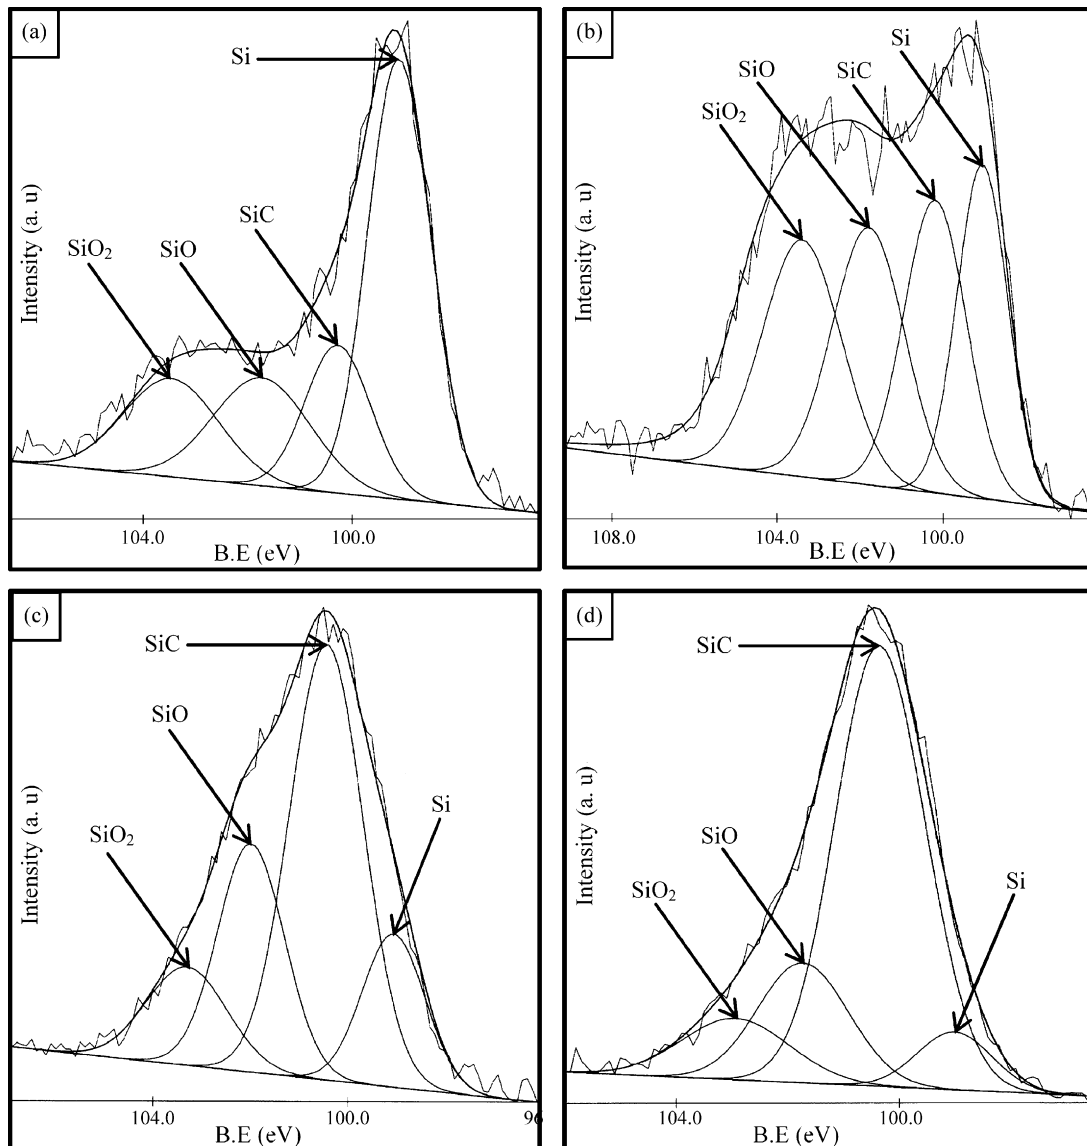 (a)
Si
SiC
SiO
SiO₂
Intensity (a. u)
104.0
100.0
B.E (eV)
(b)
Si
SiC
SiO
SiO₂
Intensity (a. u)
108.0
104.0
100.0
B.E (eV)
(c)
SiC
SiO
Si
SiO₂
Intensity (a. u)
104.0
100.0
96
B.E (eV)
(d)
SiC
SiO
SiO₂
Si
Intensity (a. u)
104.0
100.0
B.E (eV)